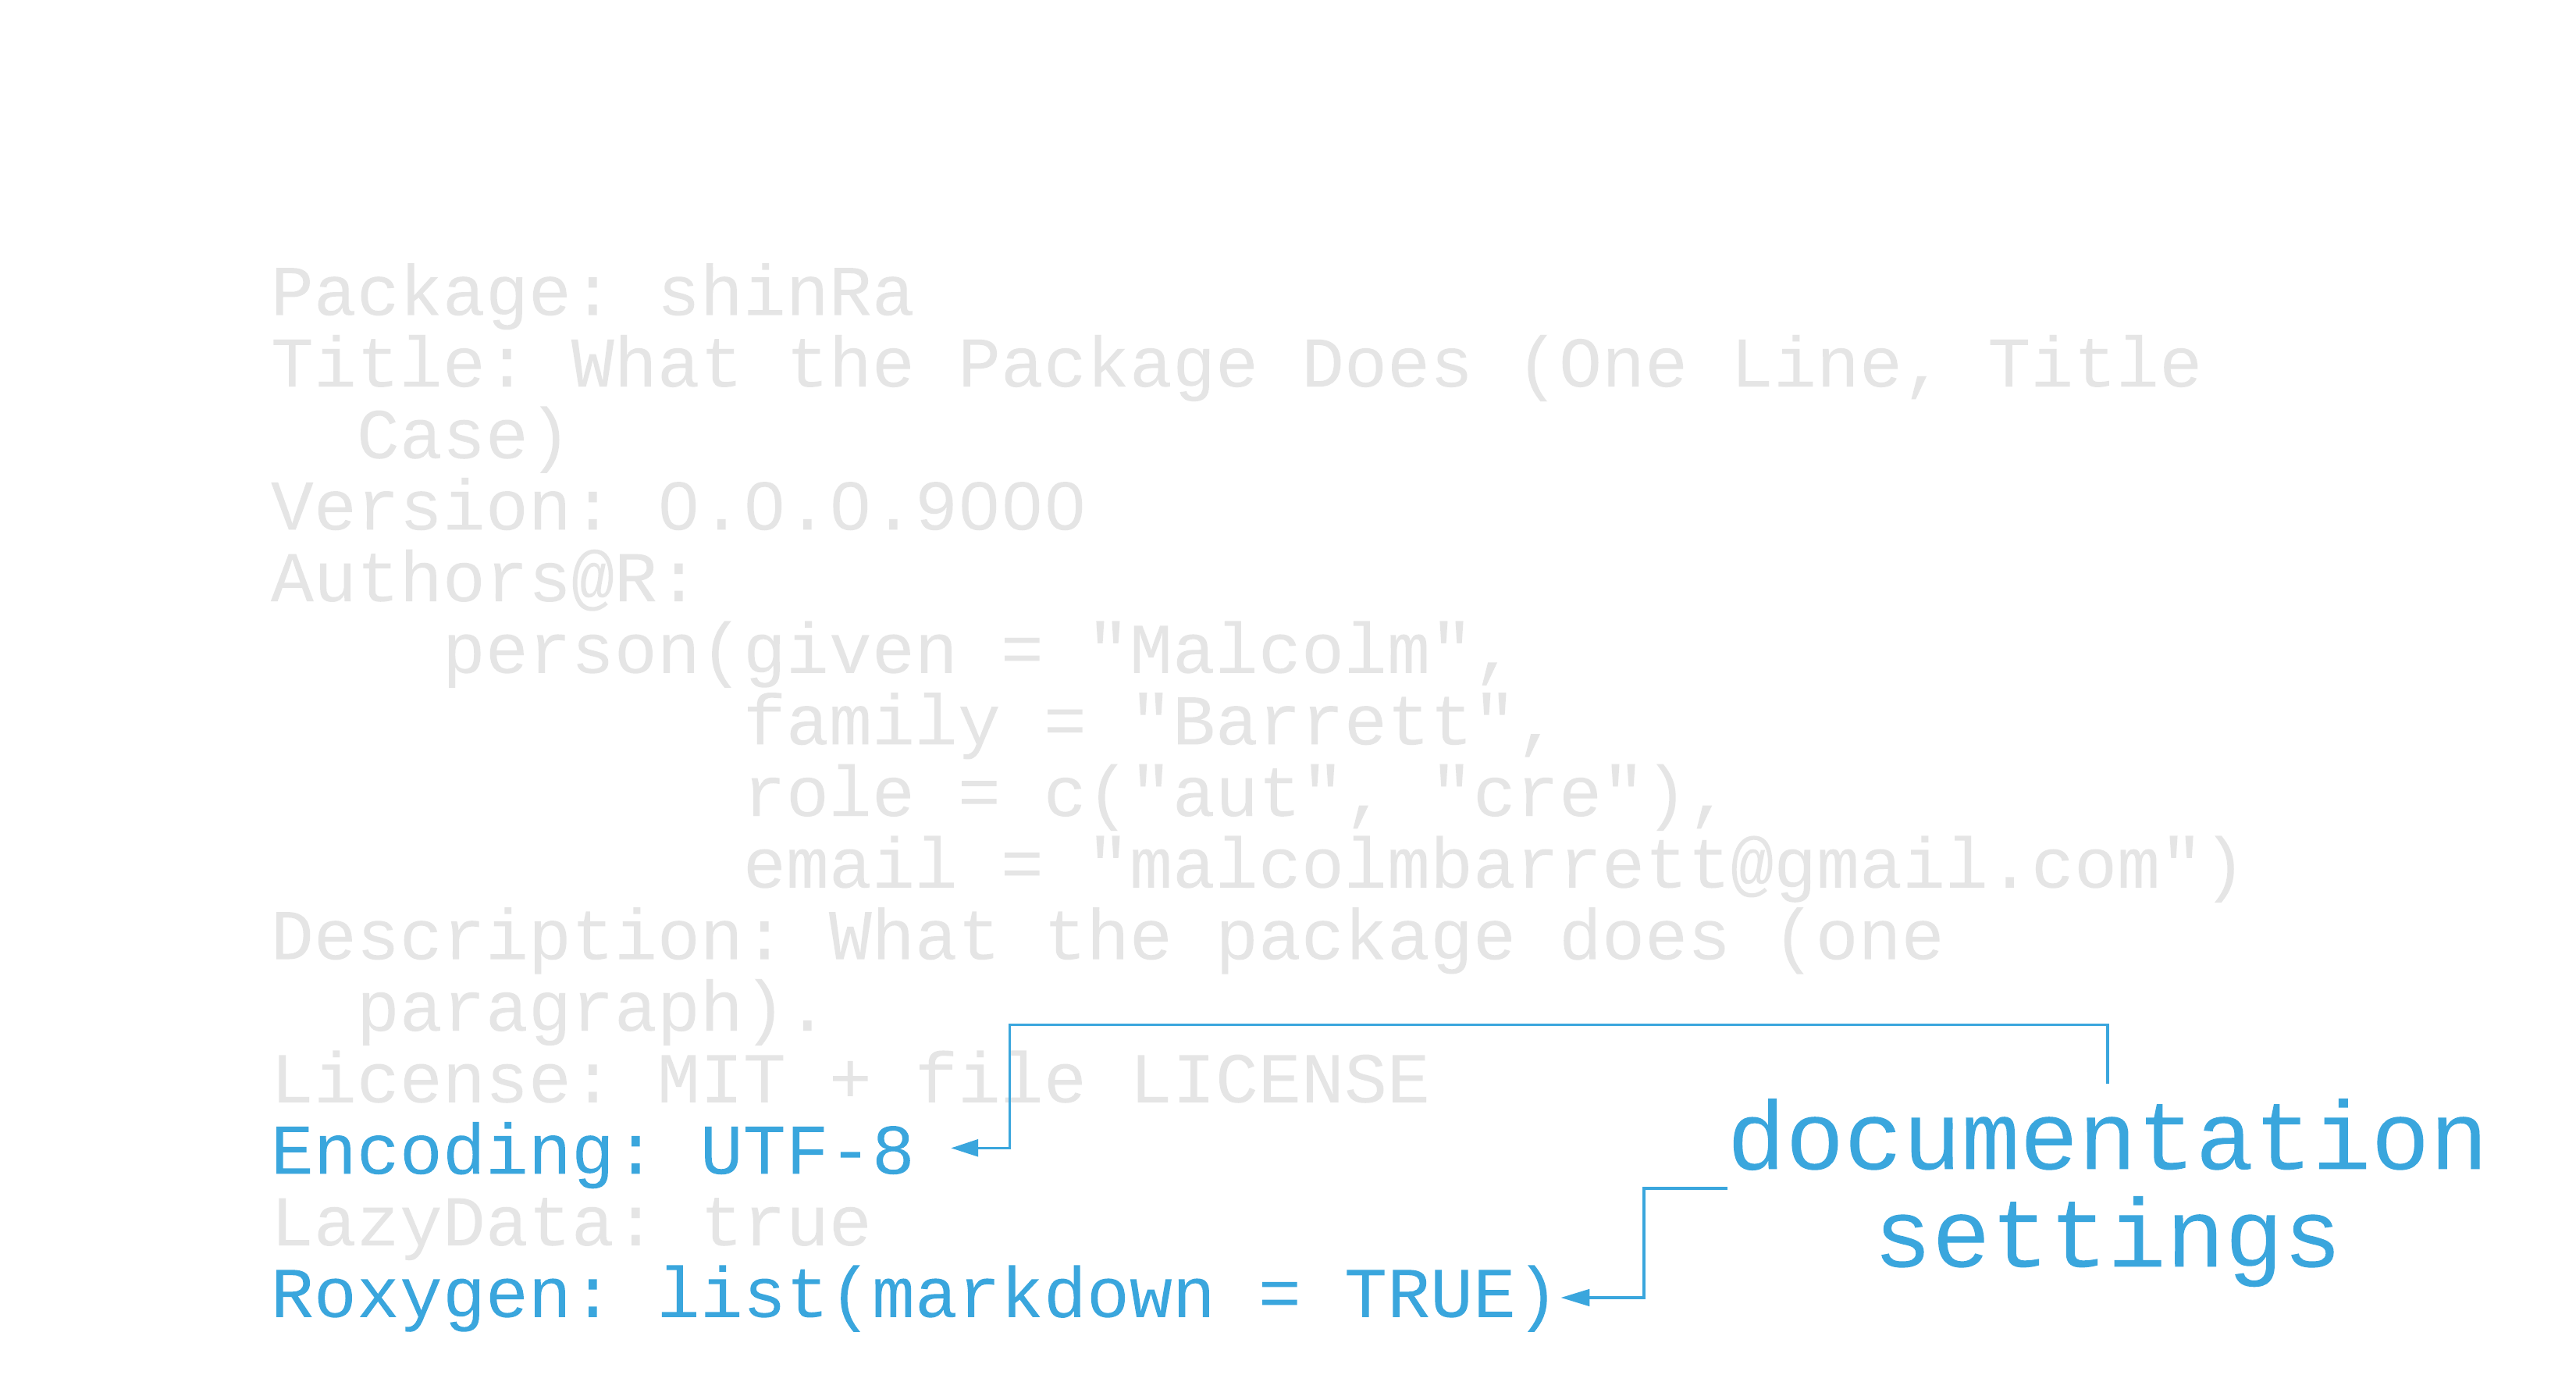 Package: shinRa
Title: What the Package Does (One Line, Title
  Case)
Version: 0.0.0.9000
Authors@R:
    person(given = "Malcolm",
           family = "Barrett",
           role = c("aut", "cre"),
           email = "malcolmbarrett@gmail.com")
Description: What the package does (one
  paragraph).
License: MIT + file LICENSE
Encoding: UTF-8
LazyData: true
Roxygen: list(markdown = TRUE)
documentation
settings